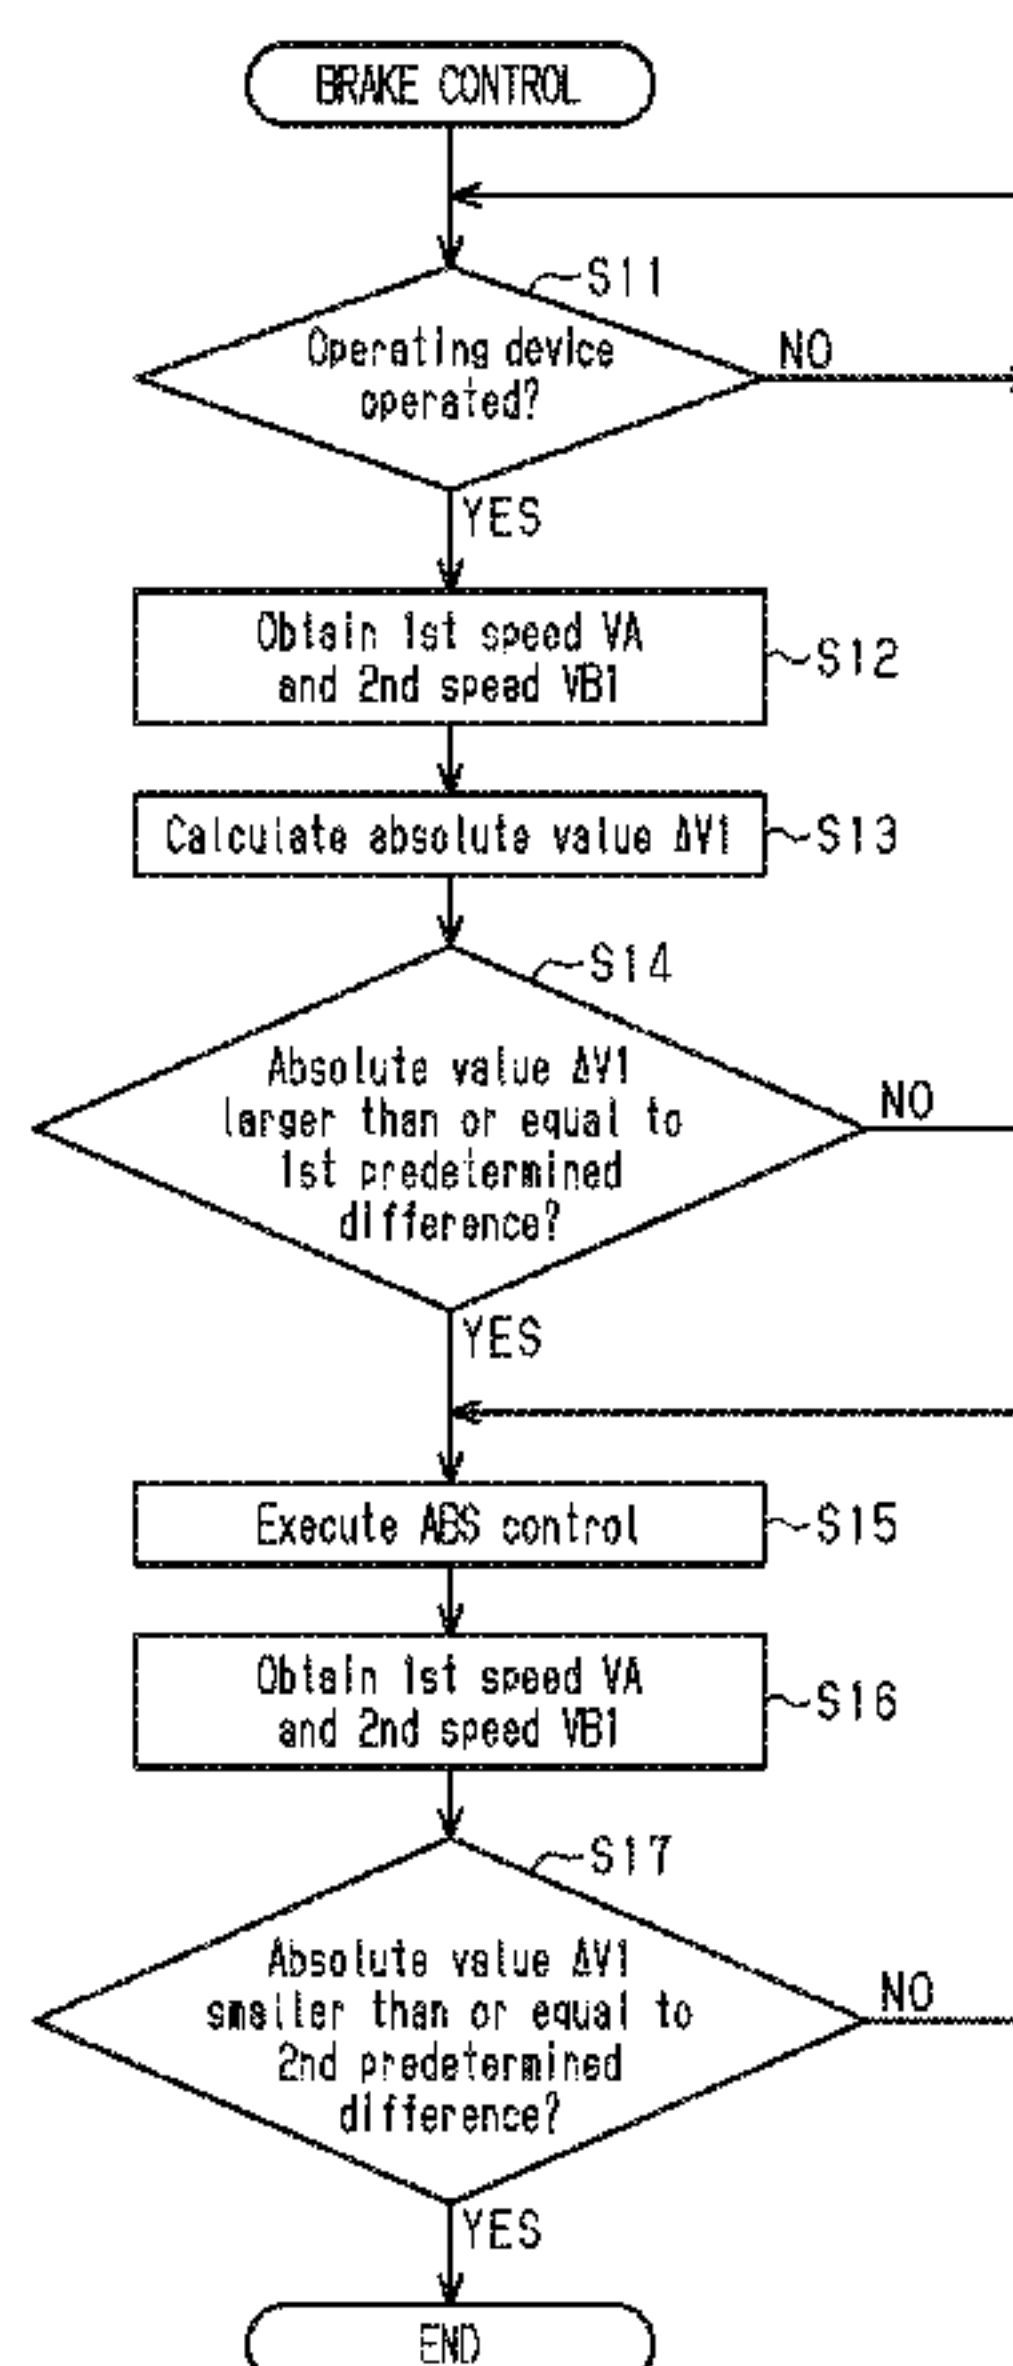 BRAKE CONTROL
S11
Operating device
operated?
NO
YES
Obtain 1st speed VA
and 2nd speed VB1
S12
Calculate absolute value ΔV1
S13
S14
Absolute value ΔV1
larger than or equal to
1st predetermined
difference?
NO
YES
Execute ABS control
S15
Obtain 1st speed VA
and 2nd speed VB1
S16
S17
Absolute value ΔV1
smaller than or equal to
2nd predetermined
difference?
NO
YES
END